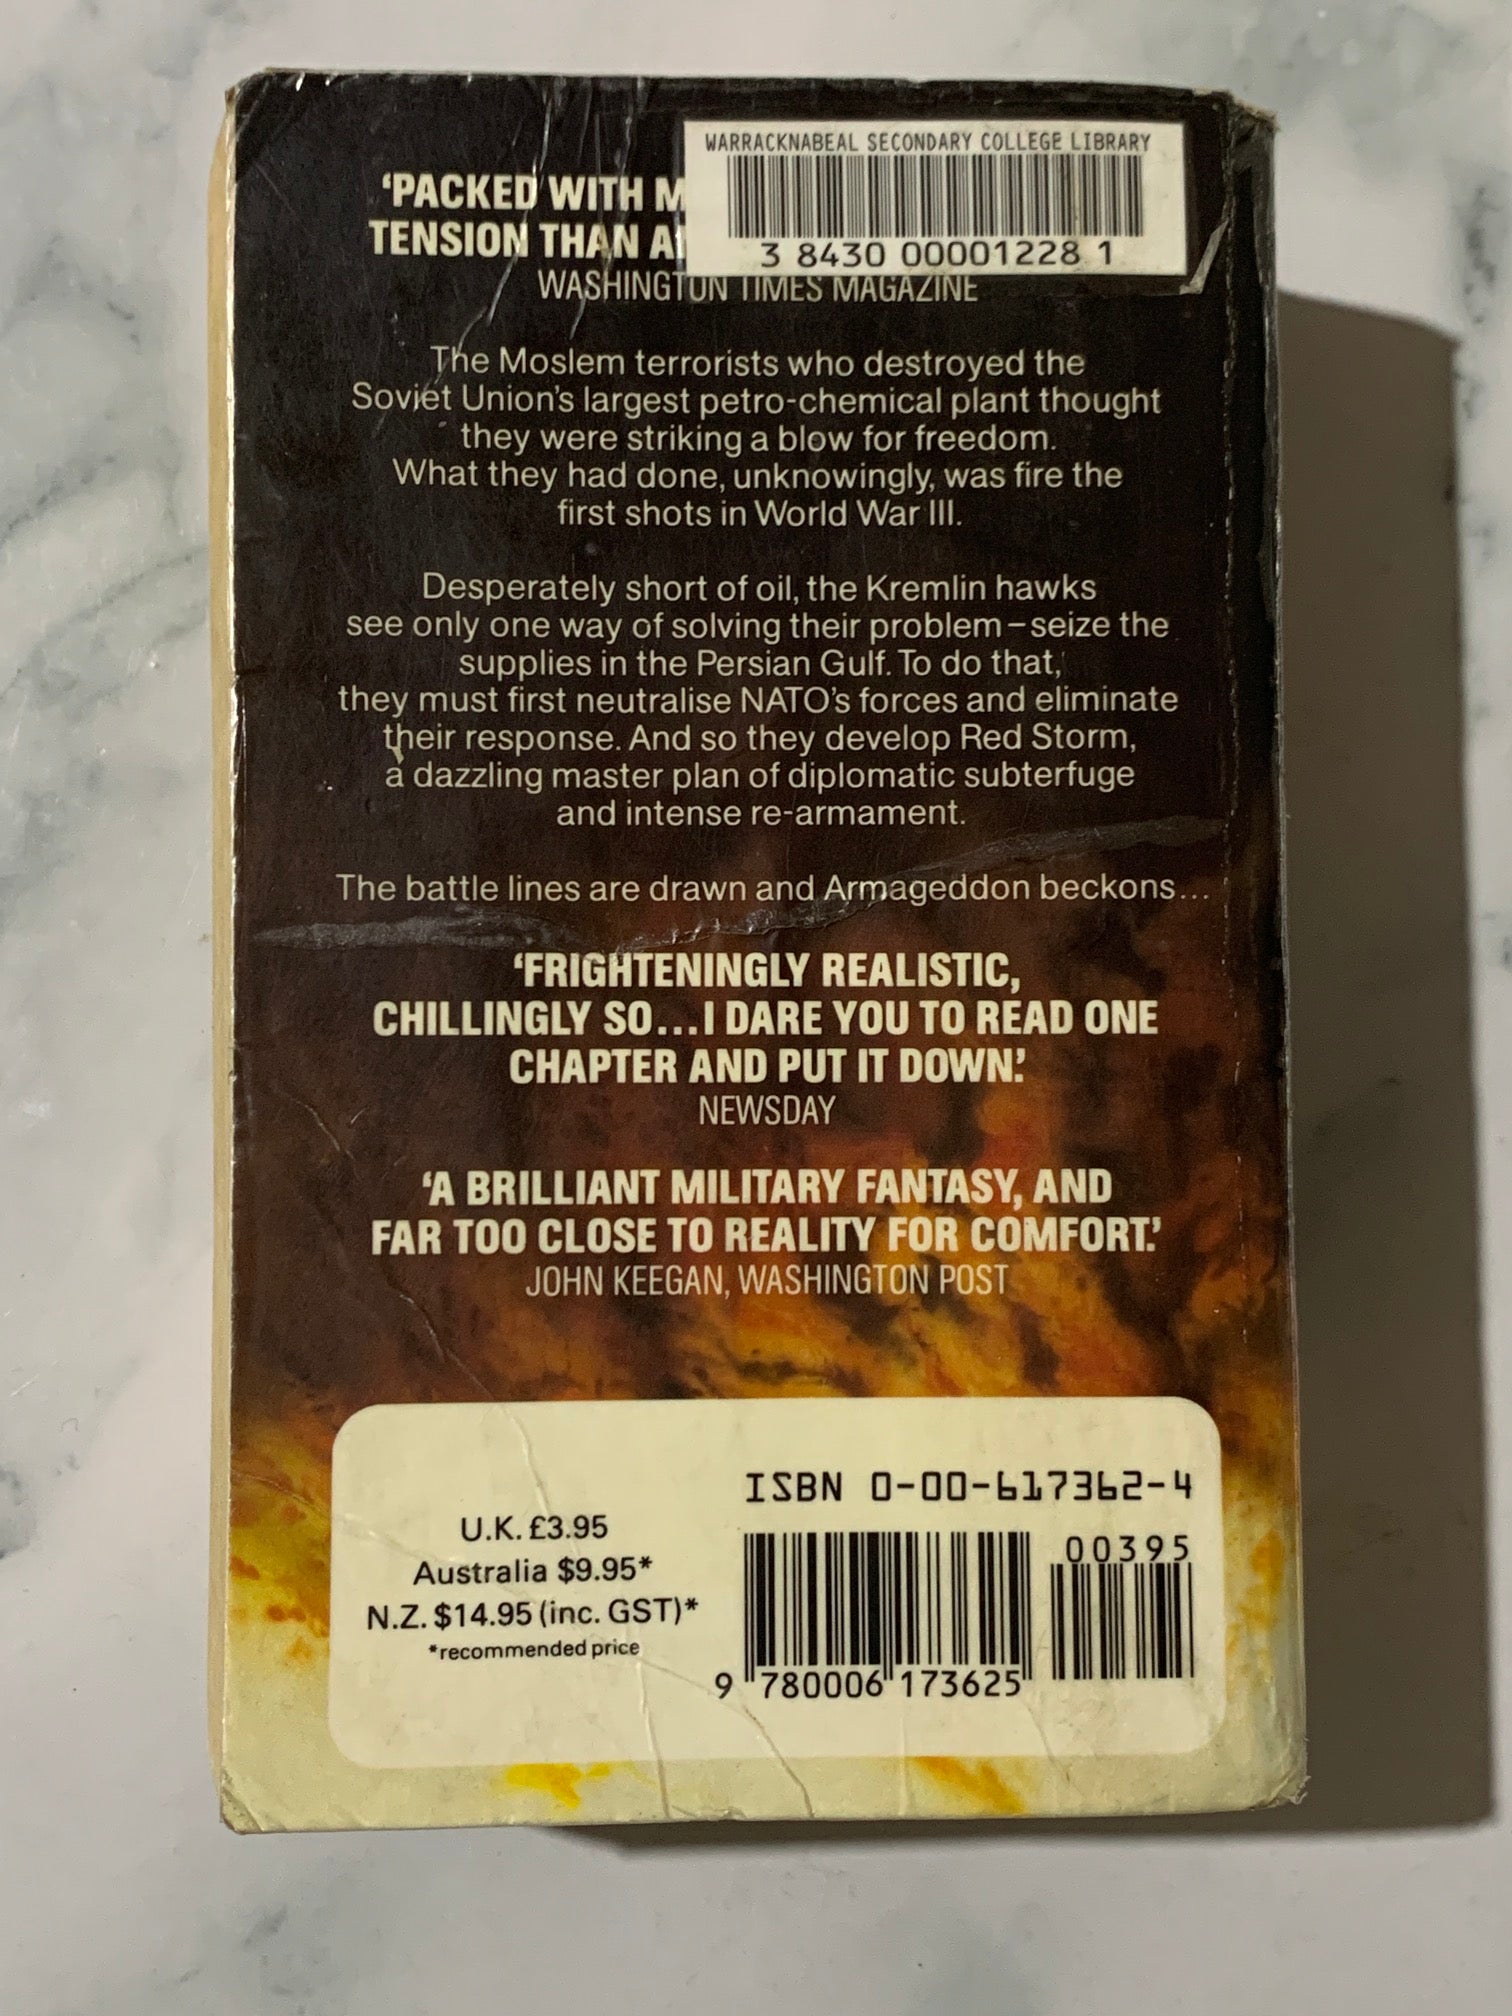 WARRACKNABEAL SECONDARY COLLEGE LIBRARY
3 8430 00001228 1
‘PACKED WITH
TENSION THAN
WASHINGTON TIMES MAGAZINE
The Moslem terrorists who destroyed the
Soviet Union's largest petro-chemical plant thought
they were striking a blow for freedom.
What they had done, unknowingly, was fire the
first shots in World War III.
Desperately short of oil, the Kremlin hawks
see only one way of solving their problem – seize the
supplies in the Persian Gulf. To do that,
they must first neutralise NATO's forces and eliminate
their response. And so they develop Red Storm,
a dazzling master plan of diplomatic subterfuge
and intense re-armament.
The battle lines are drawn and Armageddon beckons...
‘FRIGHTENINGLY REALISTIC,
CHILLINGLY SO...I DARE YOU TO READ ONE
CHAPTER AND PUT IT DOWN.’
NEWSDAY
‘A BRILLIANT MILITARY FANTASY, AND
FAR TOO CLOSE TO REALITY FOR COMFORT.’
JOHN KEEGAN, WASHINGTON POST
U.K. £3.95
Australia $9.95*
N.Z. $14.95 (inc. GST)*
*recommended price
ISBN 0-00-617362-4
00395
9 780006 173625